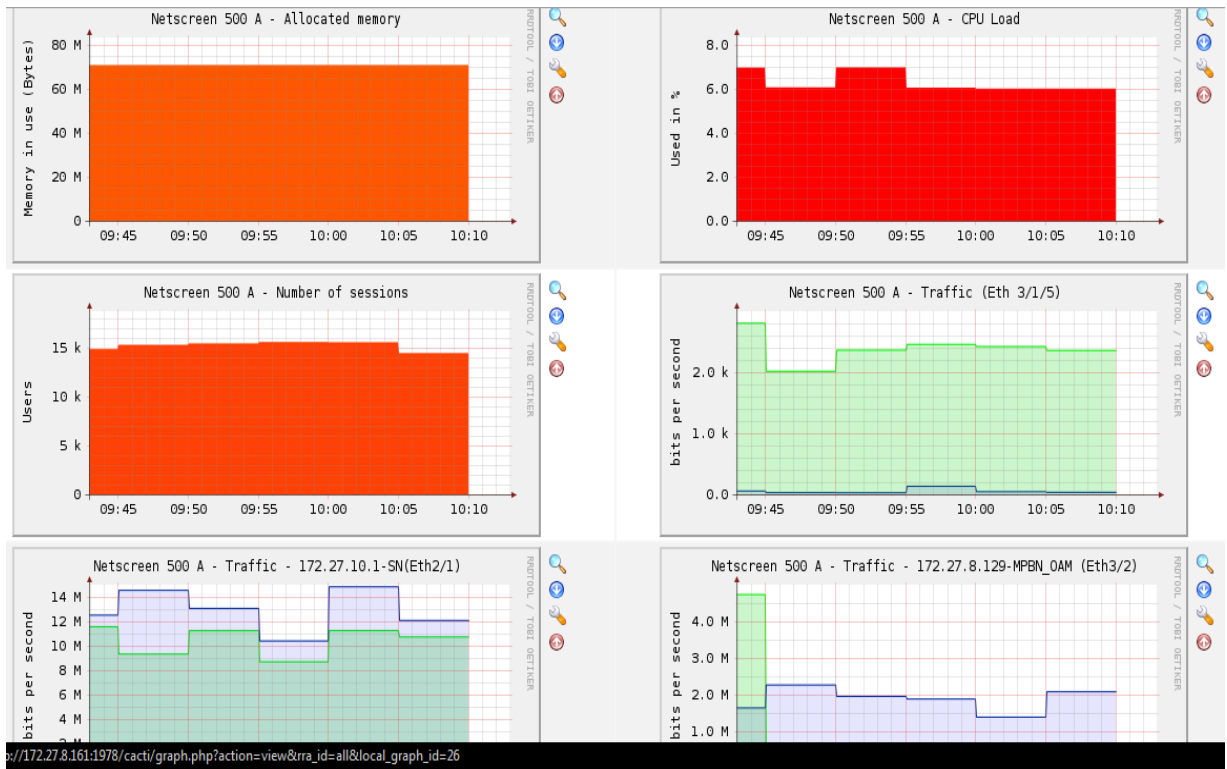 Netscreen 500 A - Allocated memory
Memory in use (Bytes)
80 M
60 M
40 M
20 M
0
09:45 09:50 09:55 10:00 10:05 10:10
RRDTOOL / TOBI OETIKER
Netscreen 500 A - CPU Load
Used in %
8.0
6.0
4.0
2.0
0.0
09:45 09:50 09:55 10:00 10:05 10:10
RRDTOOL / TOBI OETIKER
Netscreen 500 A - Number of sessions
Users
15 k
10 k
5 k
0
09:45 09:50 09:55 10:00 10:05 10:10
RRDTOOL / TOBI OETIKER
Netscreen 500 A - Traffic (Eth 3/1/5)
bits per second
2.0 k
1.0 k
0.0
09:45 09:50 09:55 10:00 10:05 10:10
RRDTOOL / TOBI OETIKER
Netscreen 500 A - Traffic - 172.27.10.1-SN(Eth2/1)
bits per second
14 M
12 M
10 M
8 M
6 M
4 M
RRDTOOL / TOBI OETIKER
Netscreen 500 A - Traffic - 172.27.8.129-MPBN_OAM (Eth3/2)
bits per second
4.0 M
3.0 M
2.0 M
1.0 M
RRDTOOL / TOBI OETIKER
p://172.27.8.161:1978/cacti/graph.php?action=view&rra_id=all&local_graph_id=26